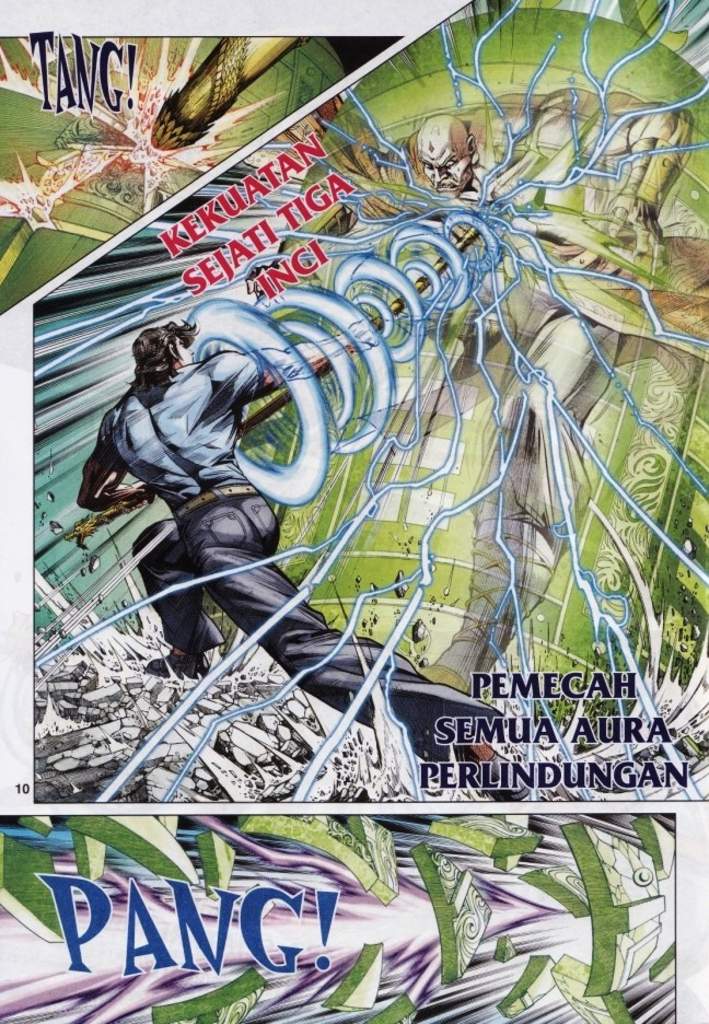 TANG!
KEKUATAN
SEJATI TIGA
INCI
PEMECAH
SEMUA AURA
PERLINDUNGAN
10
PANG!